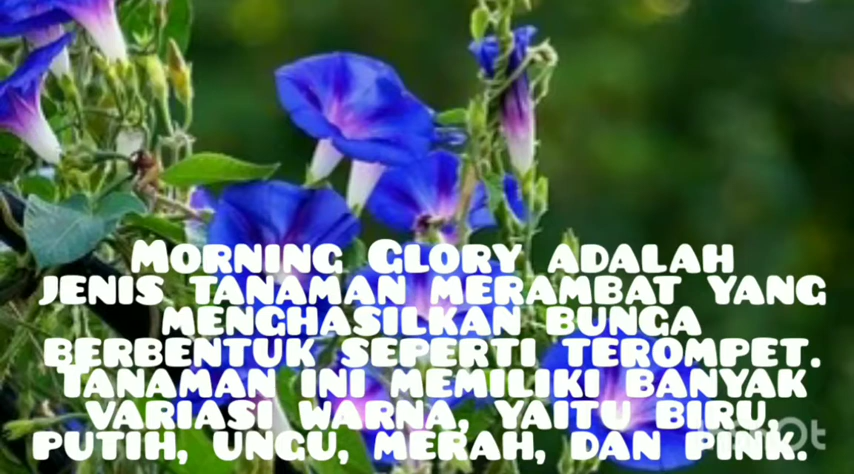 Morning Glory adalah
jenis tanaman merambat yang
menghasilkan bunga
berbentuk seperti terompet.
Tanaman ini memiliki banyak
variasi warna, yaitu biru,
putih, ungu, merah, dan pink.